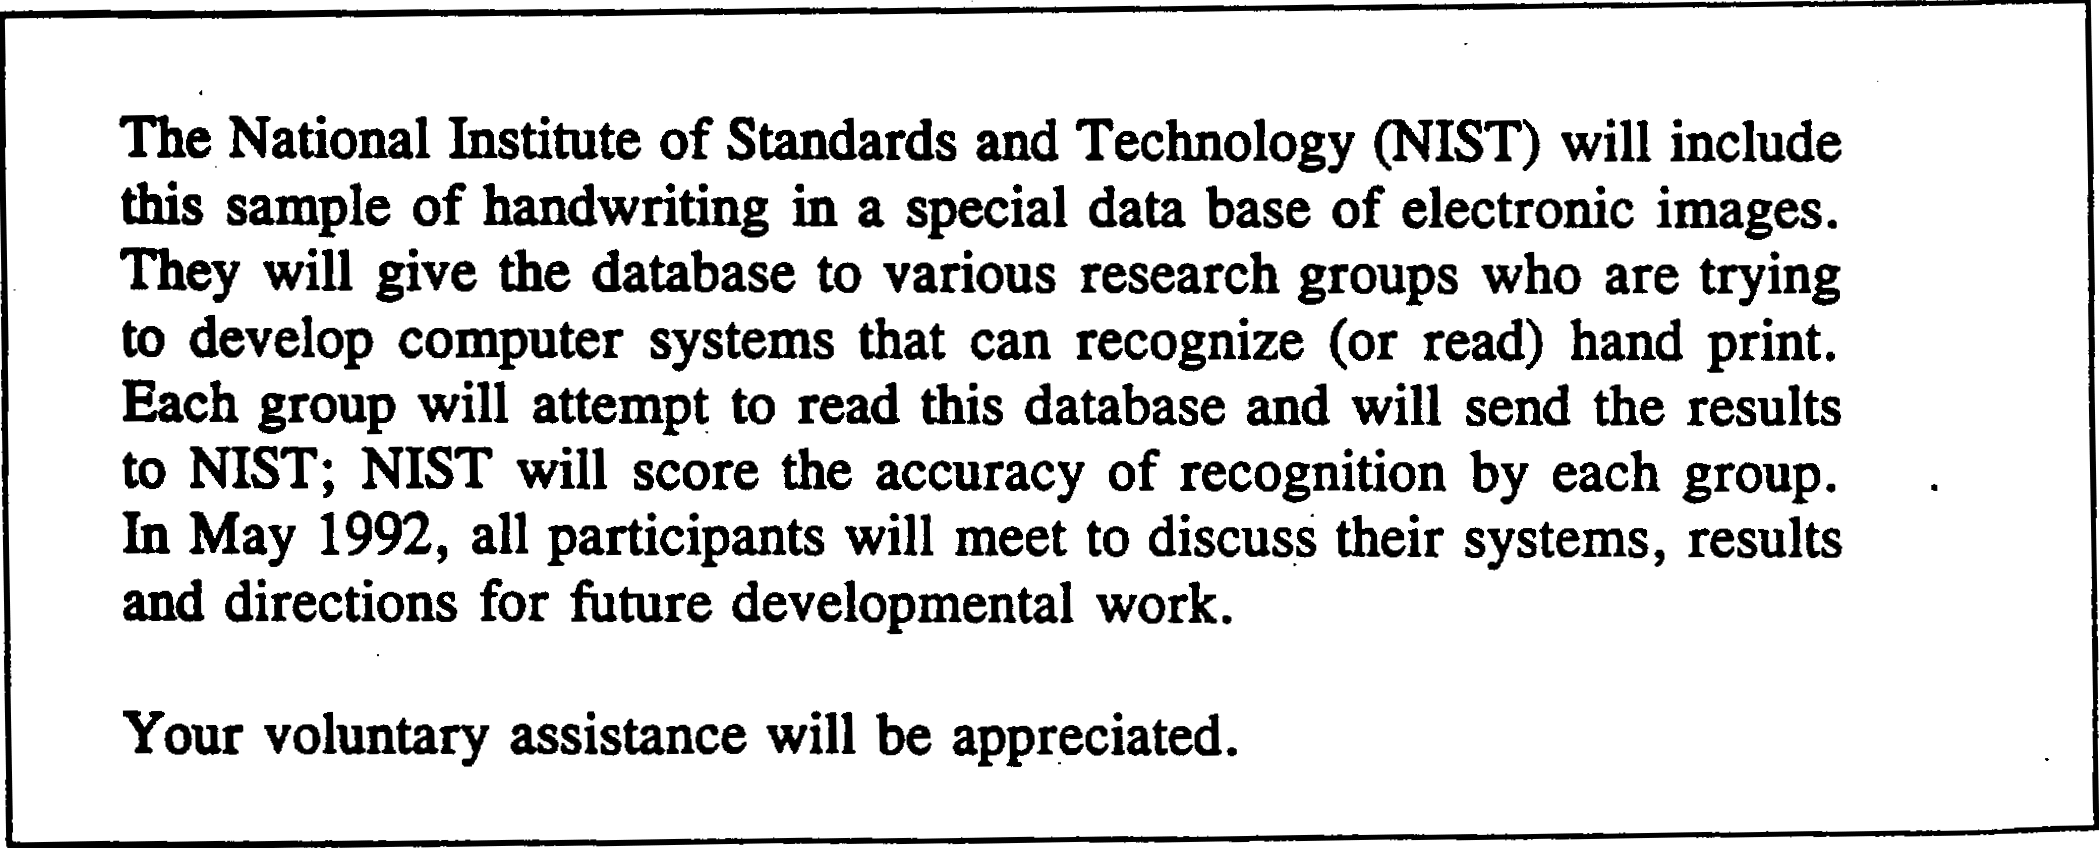 The National Institute of Standards and Technology (NIST) will include
this sample of handwriting in a special data base of electronic images.
They will give the database to various research groups who are trying
to develop computer systems that can recognize (or read) hand print.
Each group will attempt to read this database and will send the results
to NIST; NIST will score the accuracy of recognition by each group.
In May 1992, all participants will meet to discuss their systems, results
and directions for future developmental work.
Your voluntary assistance will be appreciated.